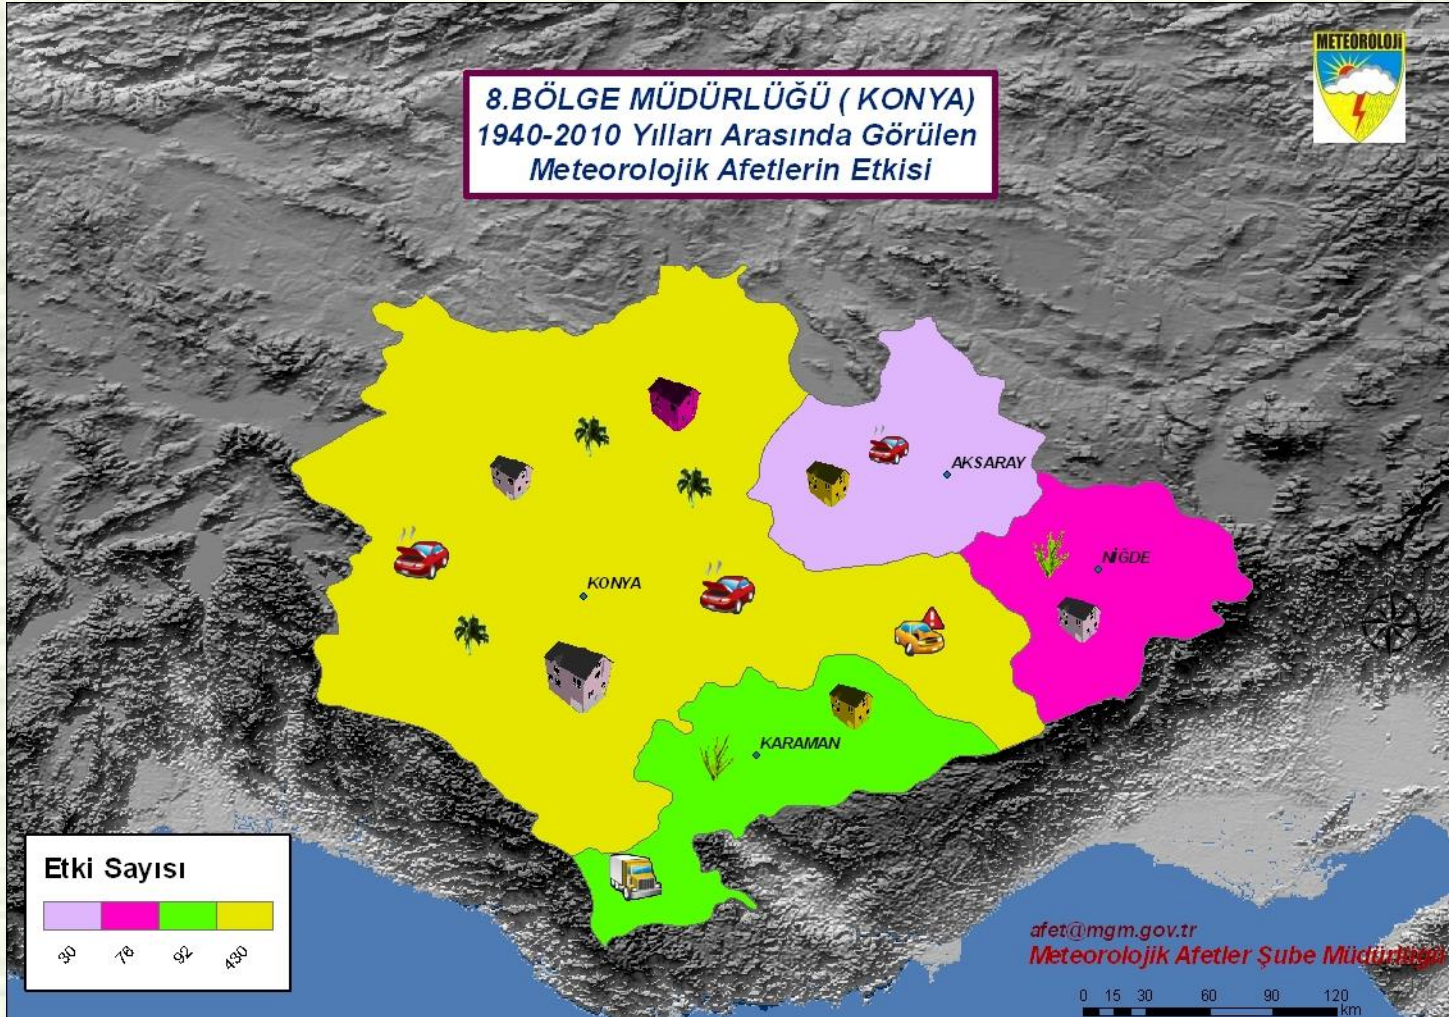 METEOROLOJİ
8.BÖLGE MÜDÜRLÜĞÜ ( KONYA)
1940-2010 Yılları Arasında Görülen
Meteorolojik Afetlerin Etkisi
AKSARAY
NİĞDE
KONYA
KARAMAN
Etki Sayısı
30 76 92 430
afet@mgm.gov.tr
Meteorolojik Afetler Şube Müdürlüğü
0 15 30 60 90 120
km